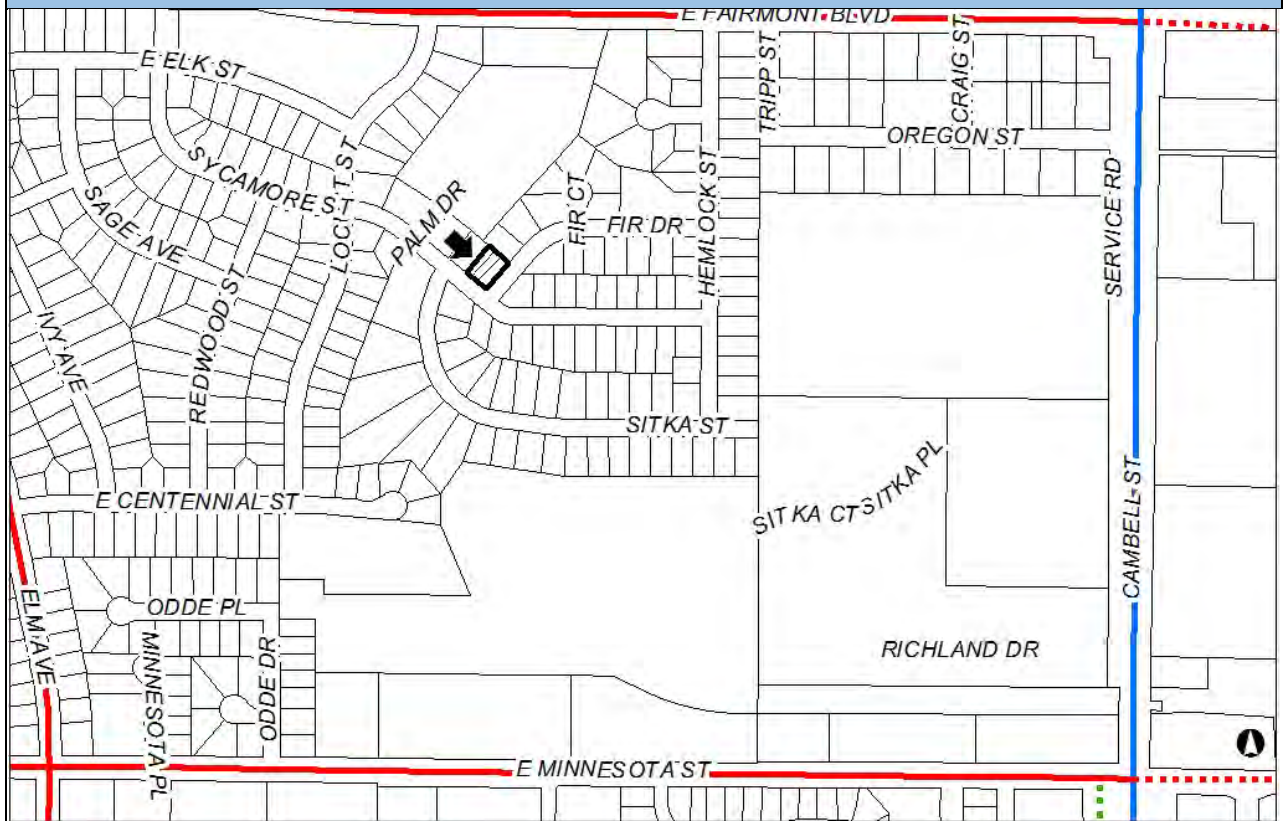 E FAIRMONT BLVD
E ELK ST
TRIPP ST
CRAIG ST
OREGON ST
SYCAMORE ST
LOCUST ST
SAGE AVE
PALM DR
FIR CT
FIR DR
HEMLOCK ST
SERVICE RD
IVY AVE
REDWOOD ST
SITKA ST
SITKA CT
SITKA PL
CAMBELL ST
E CENTENNIAL ST
ELM AVE
ODDE PL
MINNESOTA PL
ODDE DR
RICHLAND DR
E MINNESOTA ST